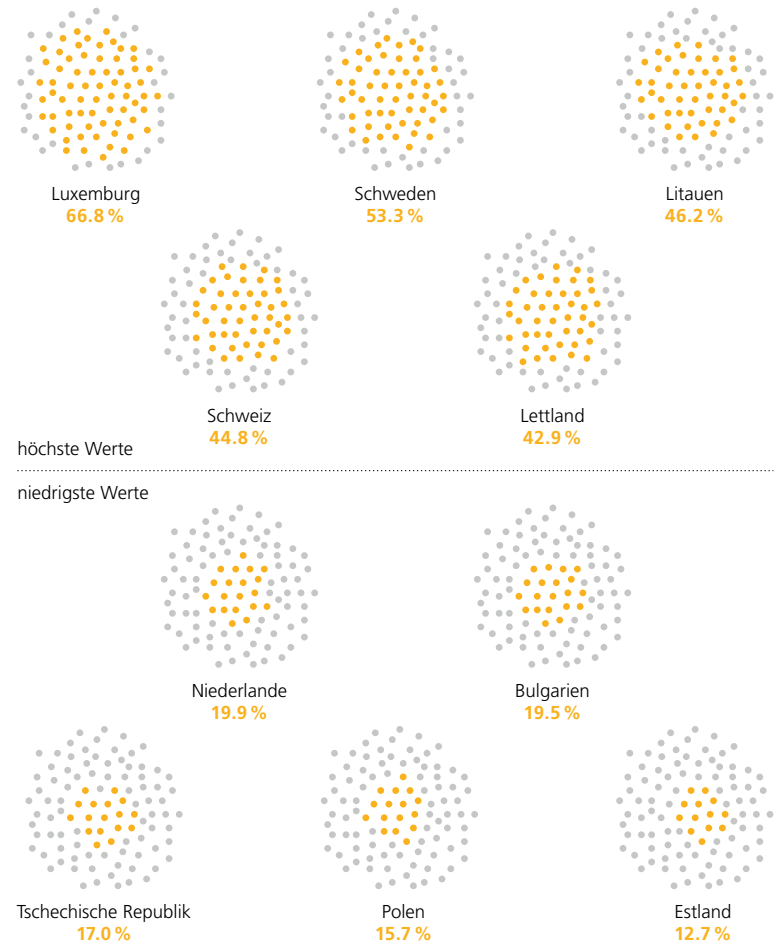 Luxemburg
66.8 %
Schweden
53.3 %
Litauen
46.2 %
Schweiz
44.8 %
Lettland
42.9 %
höchste Werte
niedrigste Werte
Niederlande
19.9 %
Bulgarien
19.5 %
Tschechische Republik
17.0 %
Polen
15.7 %
Estland
12.7 %